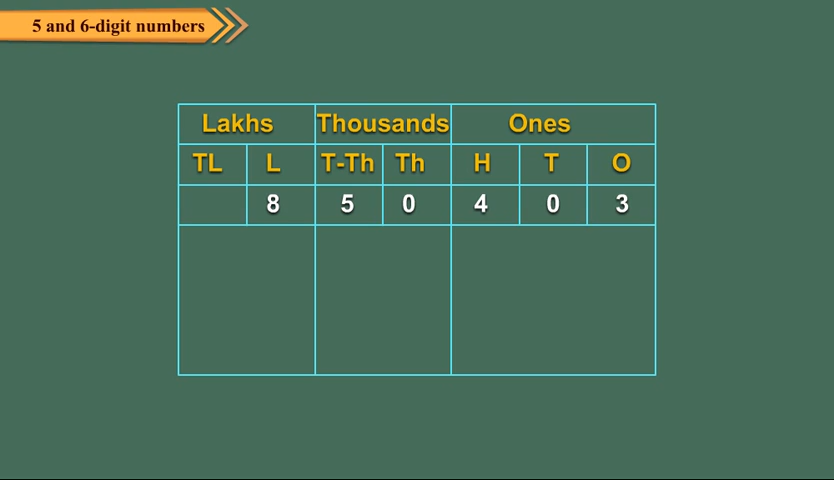 5 and 6-digit numbers
Lakhs Thousands Ones
TL L T-Th Th H T O
8 5 0 4 0 3